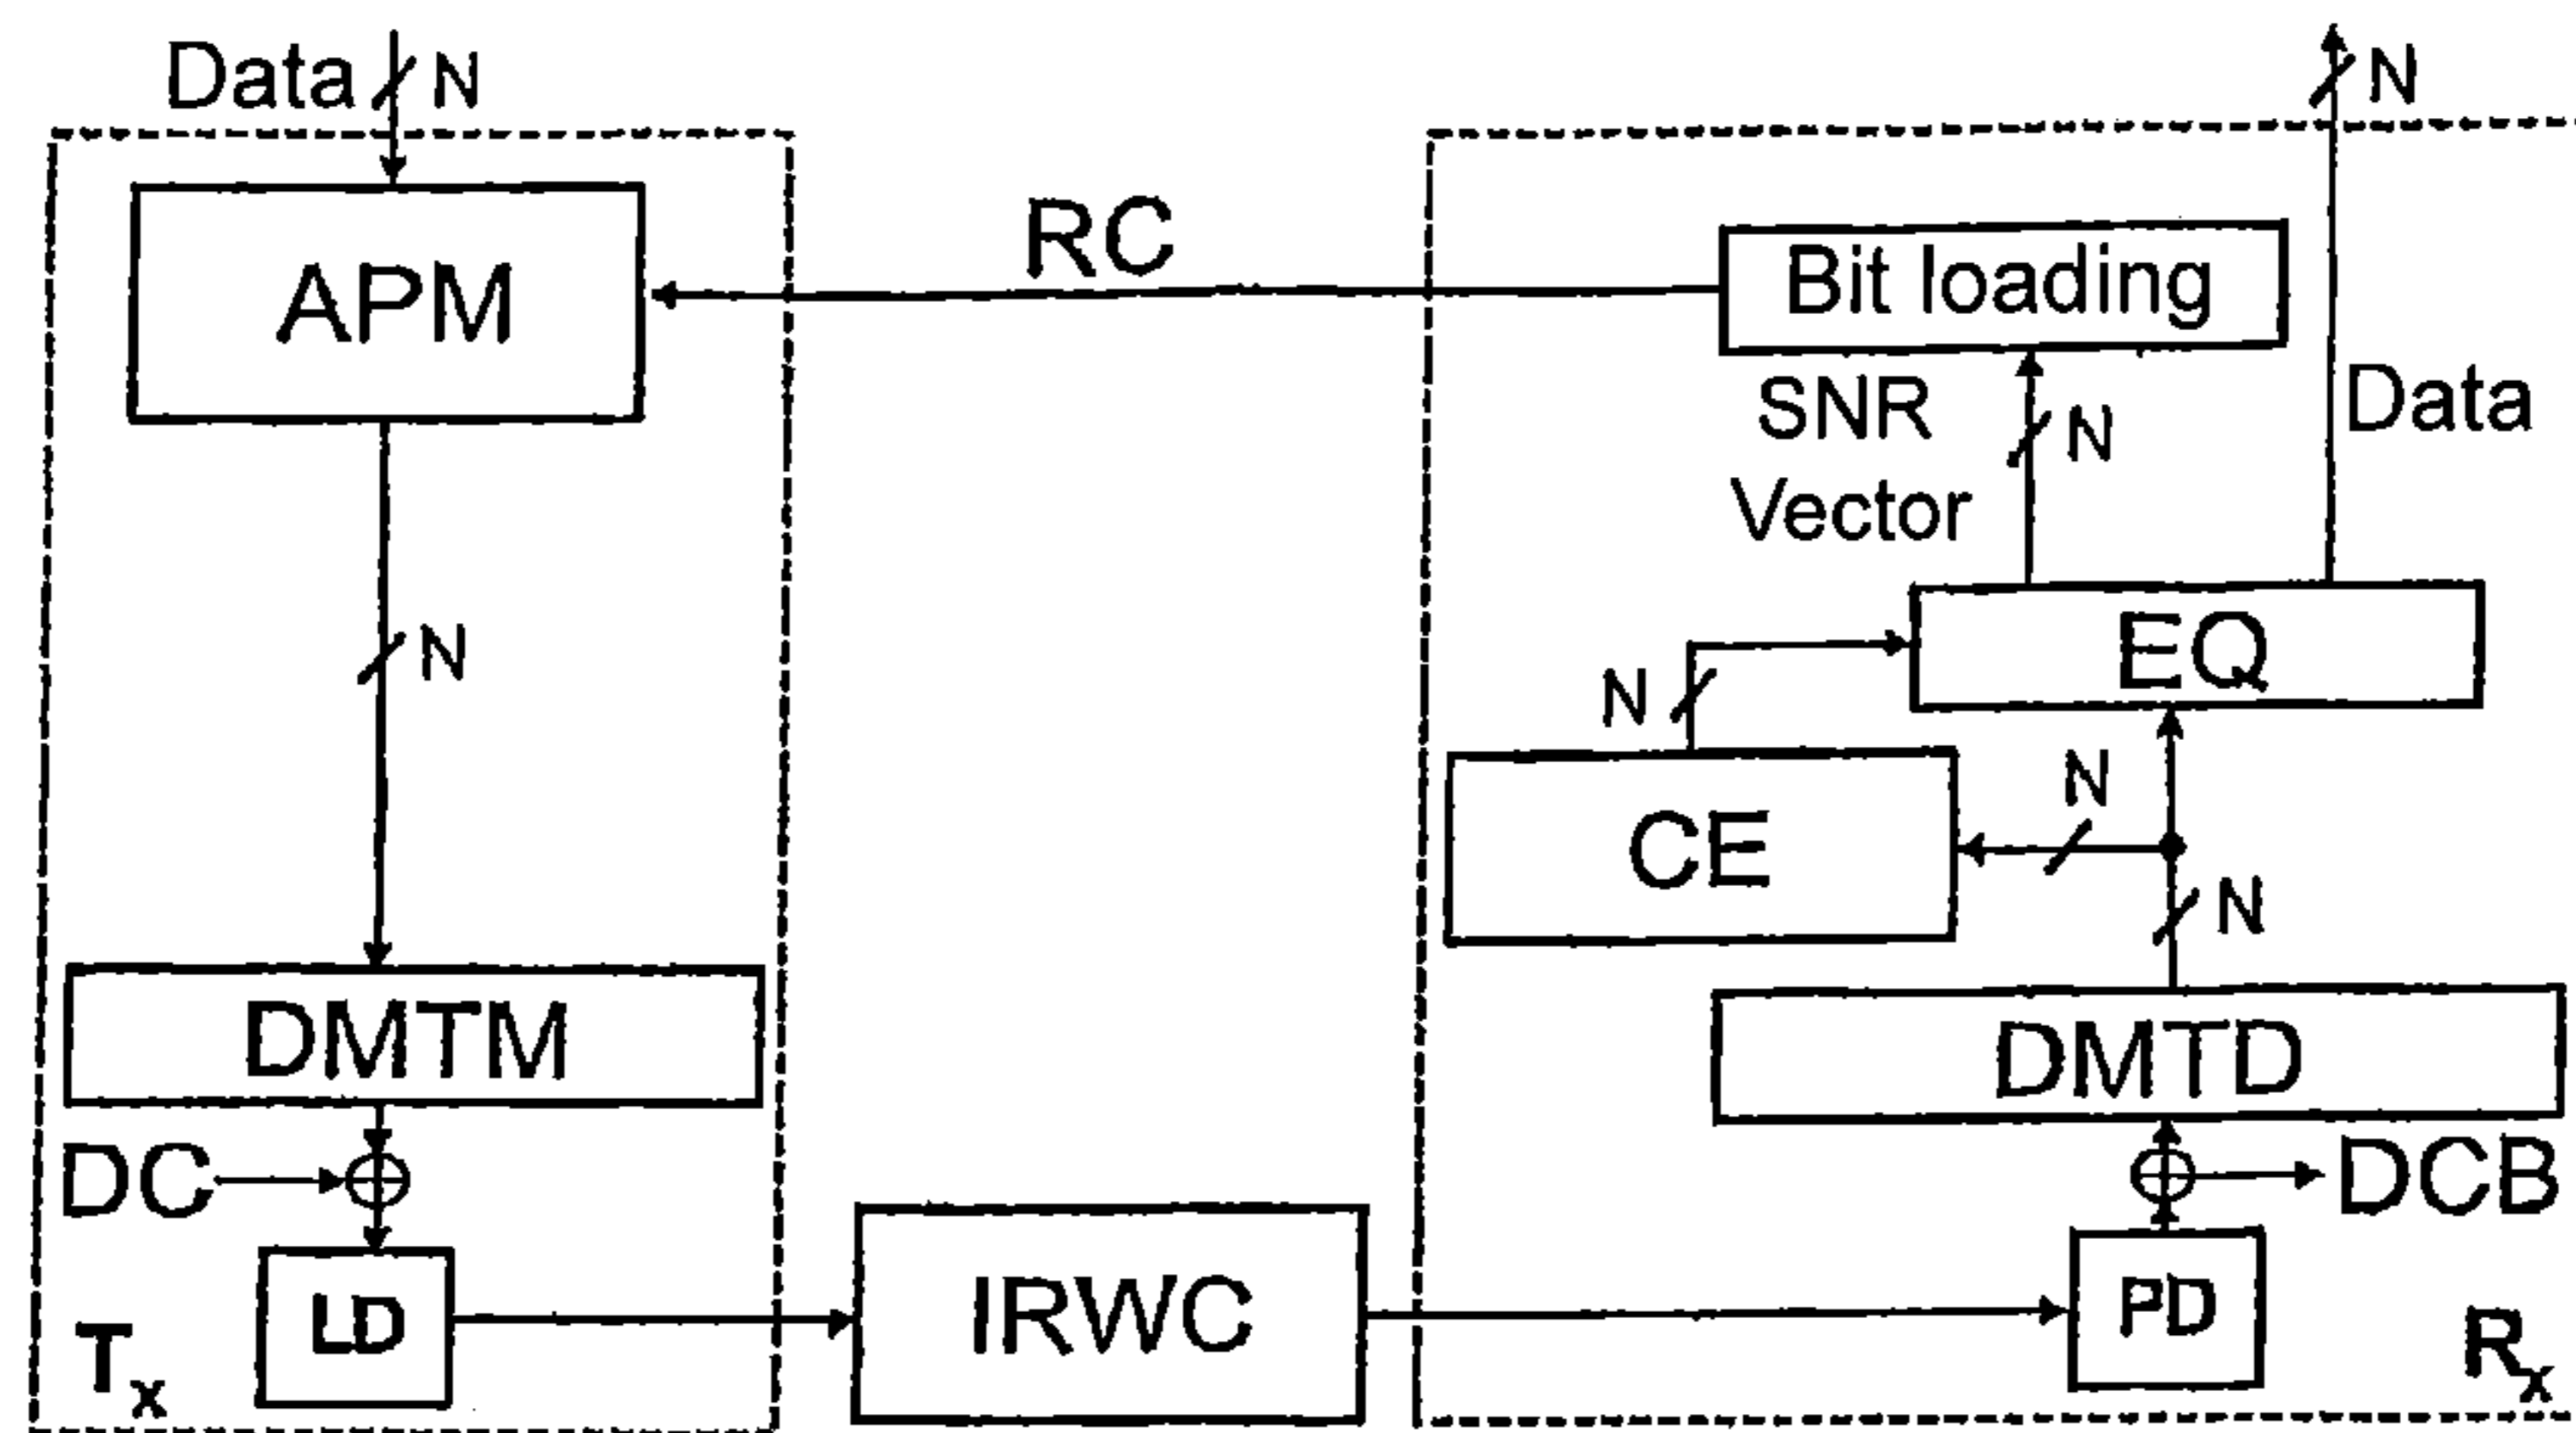 Data N
N
RC
Bit loading
APM
SNR
Vector
N
Data
N
EQ
N
N
CE
N
DMTM
DMTD
DC
DCB
LD
IRWC
PD
Tx
Rx